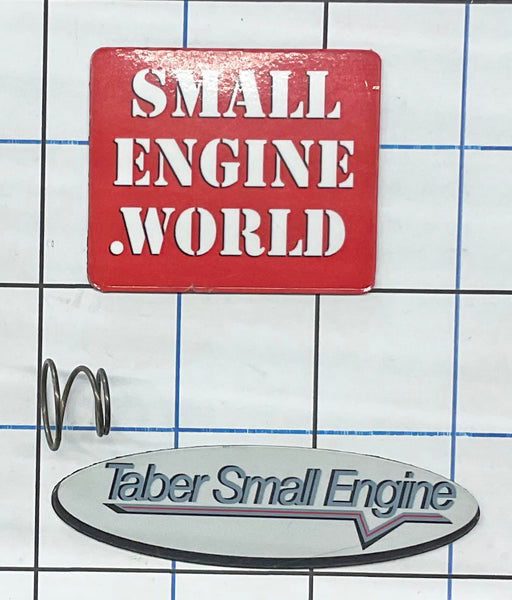 SMALL
ENGINE
.WORLD
Taber Small Engine